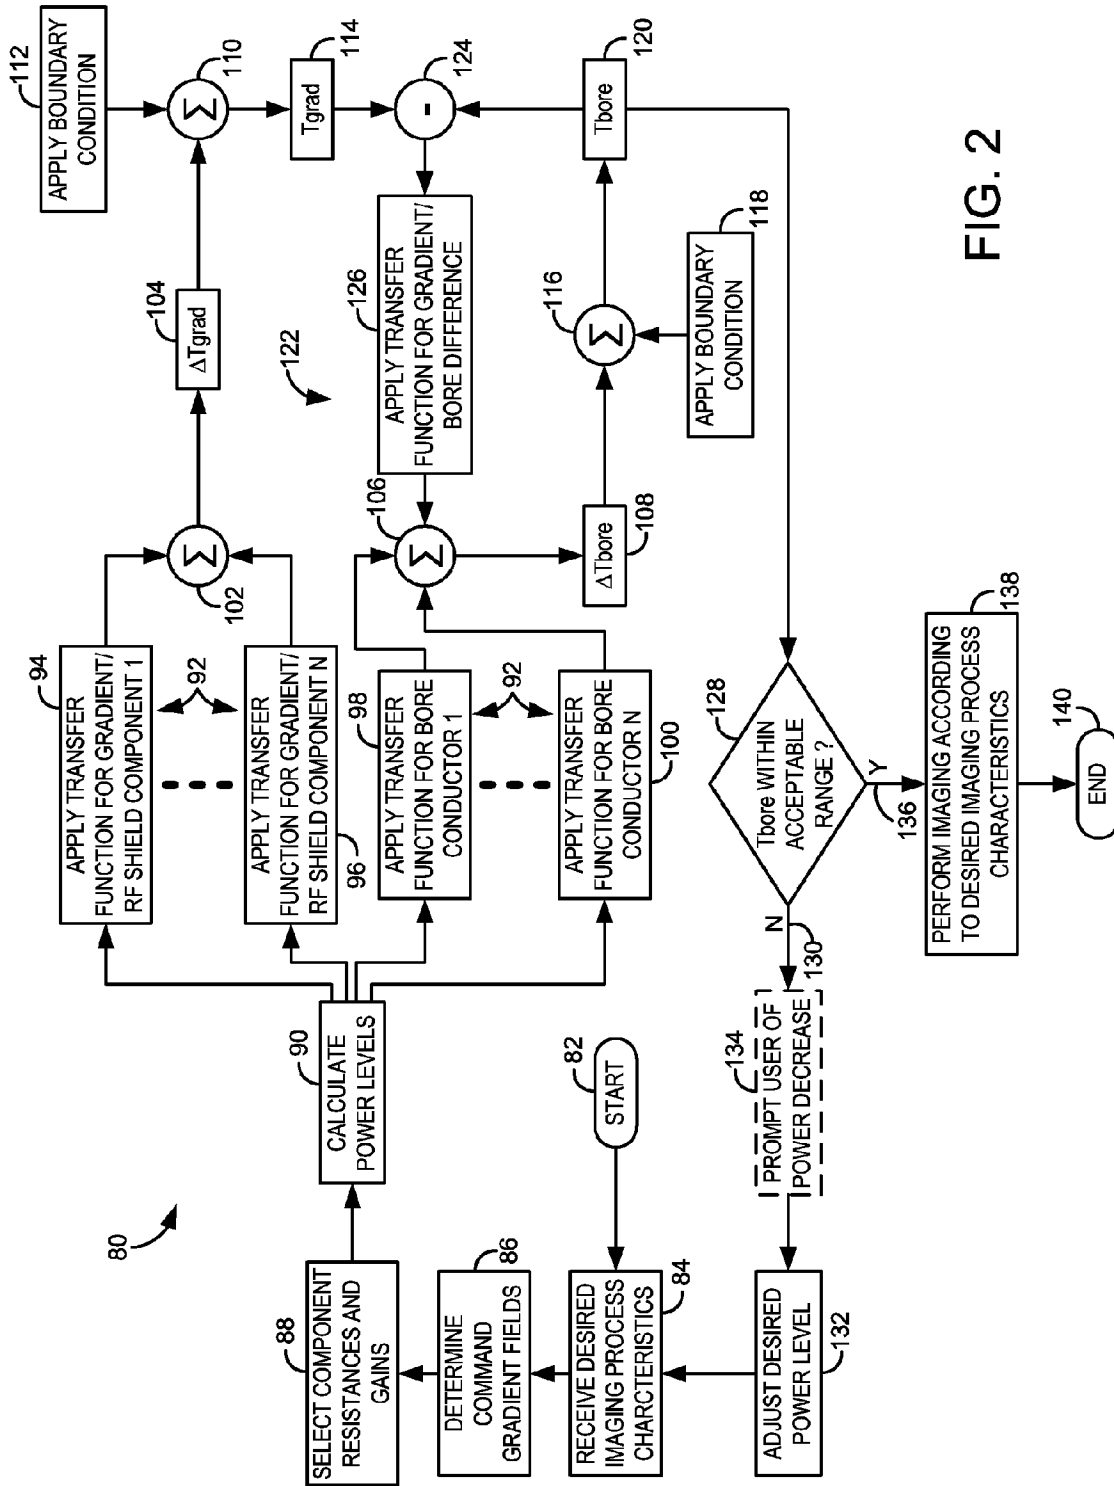 80
82
START
84
RECEIVE DESIRED
IMAGING PROCESS
CHARCTERISTICS
86
DETERMINE
COMMAND
GRADIENT FIELDS
88
SELECT COMPONENT
RESISTANCES AND
GAINS
90
CALCULATE
POWER LEVELS
92
94
APPLY TRANSFER
FUNCTION FOR GRADIENT/
RF SHIELD COMPONENT 1
96
APPLY TRANSFER
FUNCTION FOR GRADIENT/
RF SHIELD COMPONENT N
92
98
APPLY TRANSFER
FUNCTION FOR BORE
CONDUCTOR 1
100
APPLY TRANSFER
FUNCTION FOR BORE
CONDUCTOR N
102
Σ
104
ΔTgrad
106
Σ
108
ΔTbore
110
Σ
112
APPLY BOUNDARY
CONDITION
114
Tgrad
116
Σ
118
APPLY BOUNDARY
CONDITION
120
Tbore
122
124
-
126
APPLY TRANSFER
FUNCTION FOR GRADIENT/
BORE DIFFERENCE
128
Tbore WITHIN
ACCEPTABLE
RANGE ?
N
130
134
PROMPT USER OF
POWER DECREASE
132
ADJUST DESIRED
POWER LEVEL
Y
136
138
PERFORM IMAGING ACCORDING
TO DESIRED IMAGING PROCESS
CHARACTERISTICS
140
END
FIG. 2